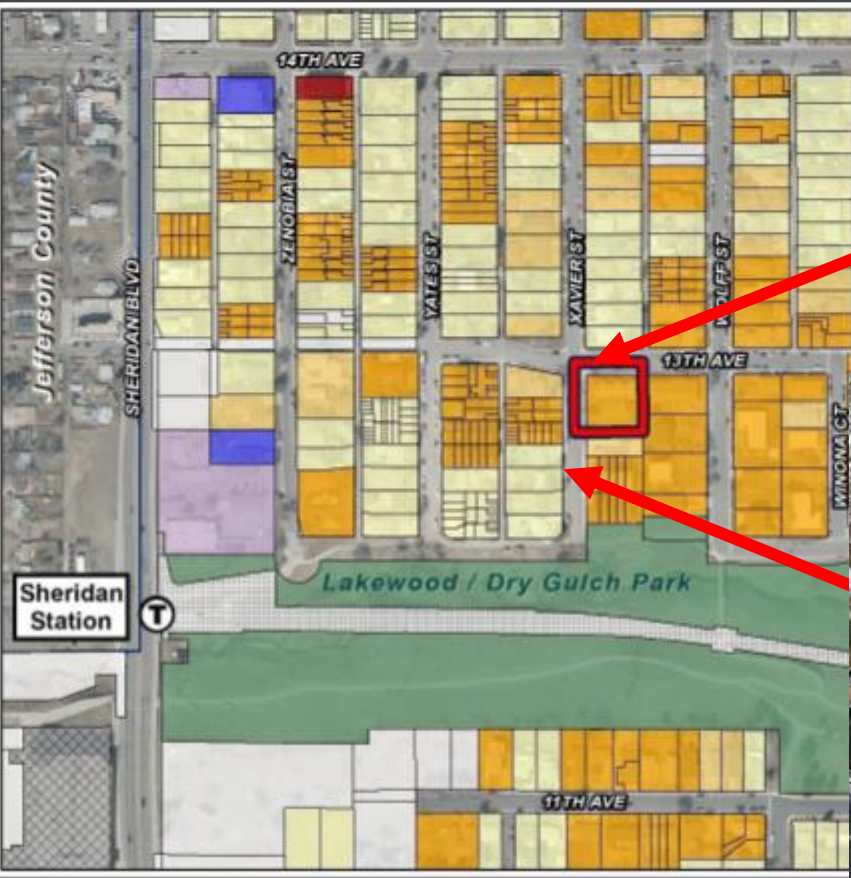 14TH AVE
Jefferson County
SHERIDAN BLVD
ZENOBIA ST
YATES ST
XAVIER ST
WOLFF ST
13TH AVE
WINONA CT
Lakewood / Dry Gulch Park
Sheridan
Station
T
11TH AVE